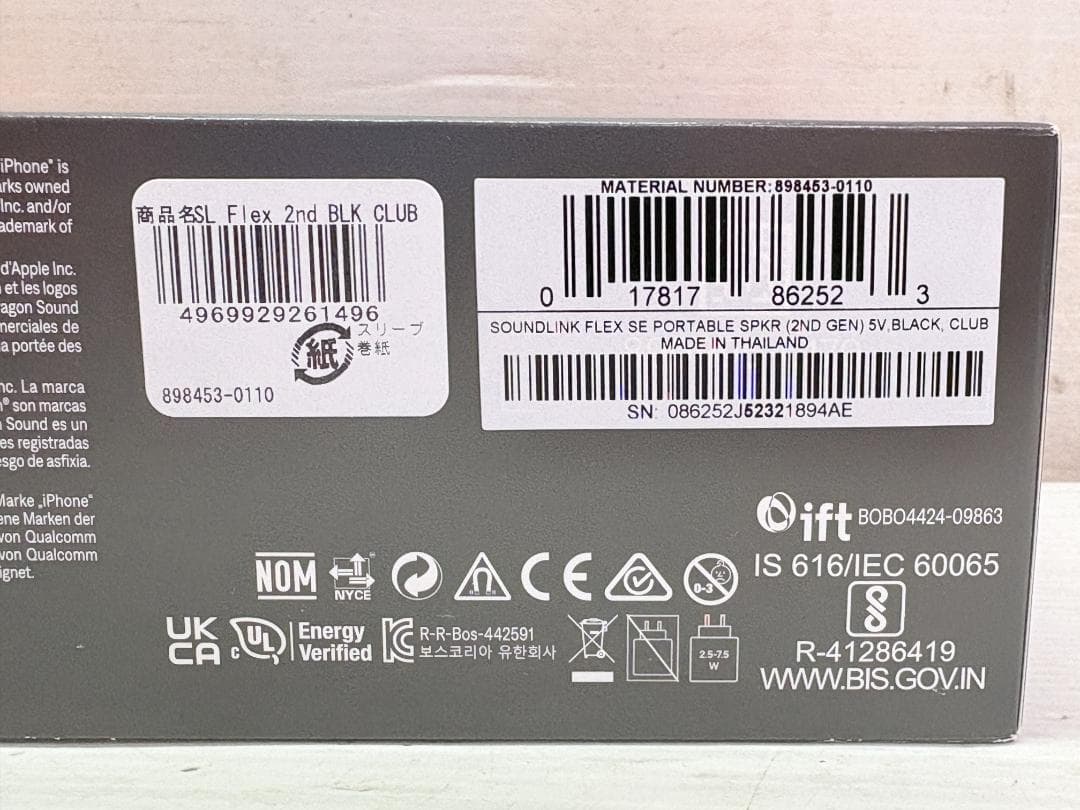 iPhone" is
arks owned
Inc. and/or
ademark of
d'Apple Inc.
et les logos
ragon Sound
merciales de
a portée des
nc. La marca
® son marcas
Sound es un
es registradas
esgo de asfixia.
Marke „iPhone“
ene Marken der
von Qualcomm
von Qualcomm
ignet.
商品名SL Flex 2nd BLK CLUB
4969929261496
紙
スリーブ
巻紙
898453-0110
MATERIAL NUMBER: 898453-0110
0 17817 86252 3
SOUNDLINK FLEX SE PORTABLE SPKR (2ND GEN) 5V,BLACK, CLUB
MADE IN THAILAND
SN: 086252J52321894AE
ift BOBO4424-09863
NOM NYCE CE 0-3
IS 616/IEC 60065
UK
CA
c UL Energy
Verified
R-R-Bos-442591
보스코리아 유한회사
2.5-7.5
W
R-41286419
WWW.BIS.GOV.IN